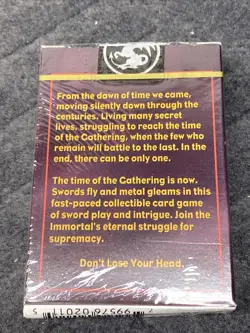 From the dawn of time we came,
moving silently down through the
centuries. Living many secret
lives, struggling to reach the time
of the Gathering, when the few who
remain will battle to the last. In the
end, there can be only one.
The time of the Gathering is now.
Swords fly and metal gleams in this
fast-paced collectible card game
of sword play and intrigue. Join the
Immortal's eternal struggle for
supremacy.
Don't Lose Your Head.